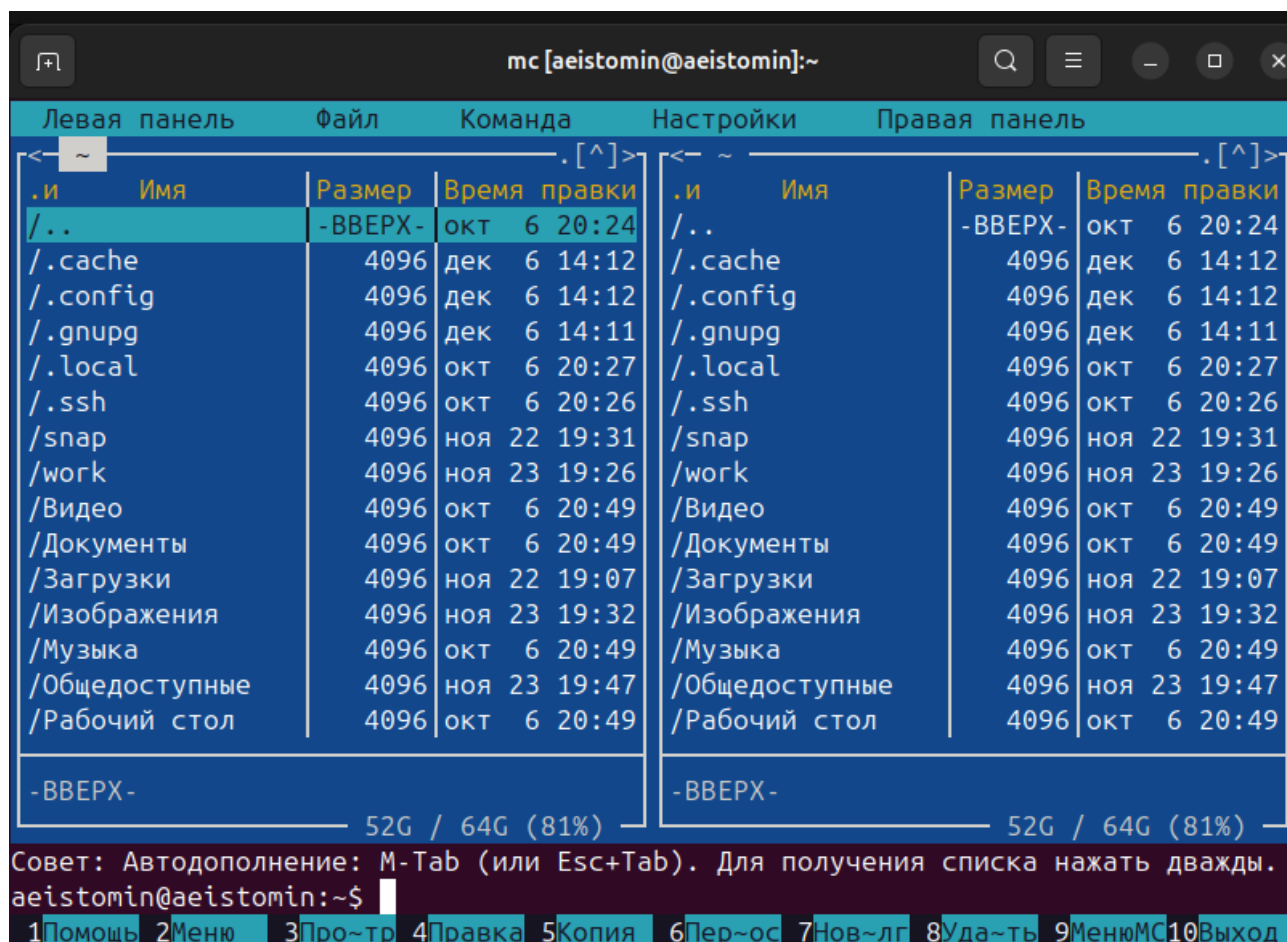 mc [aeistomin@aeistomin]:~
Левая панель Файл Команда Настройки Правая панель
<— ~ .[^]> <— ~ .[^]>
.и Имя Размер Время правки .и Имя Размер Время правки
/.. -ВВЕРХ- окт 6 20:24 /.. -ВВЕРХ- окт 6 20:24
/.cache 4096 дек 6 14:12 /.cache 4096 дек 6 14:12
/.config 4096 дек 6 14:12 /.config 4096 дек 6 14:12
/.gnupg 4096 дек 6 14:11 /.gnupg 4096 дек 6 14:11
/.local 4096 окт 6 20:27 /.local 4096 окт 6 20:27
/.ssh 4096 окт 6 20:26 /.ssh 4096 окт 6 20:26
/snap 4096 ноя 22 19:31 /snap 4096 ноя 22 19:31
/work 4096 ноя 23 19:26 /work 4096 ноя 23 19:26
/Видео 4096 окт 6 20:49 /Видео 4096 окт 6 20:49
/Документы 4096 окт 6 20:49 /Документы 4096 окт 6 20:49
/Загрузки 4096 ноя 22 19:07 /Загрузки 4096 ноя 22 19:07
/Изображения 4096 ноя 23 19:32 /Изображения 4096 ноя 23 19:32
/Музыка 4096 окт 6 20:49 /Музыка 4096 окт 6 20:49
/Общедоступные 4096 ноя 23 19:47 /Общедоступные 4096 ноя 23 19:47
/Рабочий стол 4096 окт 6 20:49 /Рабочий стол 4096 окт 6 20:49
-ВВЕРХ- -ВВЕРХ-
52G / 64G (81%) 52G / 64G (81%)
Совет: Автодополнение: M-Tab (или Esc+Tab). Для получения списка нажать дважды.
aeistomin@aeistomin:~$
1Помощь 2Меню 3Про~тр 4Правка 5Копия 6Пер~ос 7Нов~лг 8Уда~ть 9МенюMC 10Выход